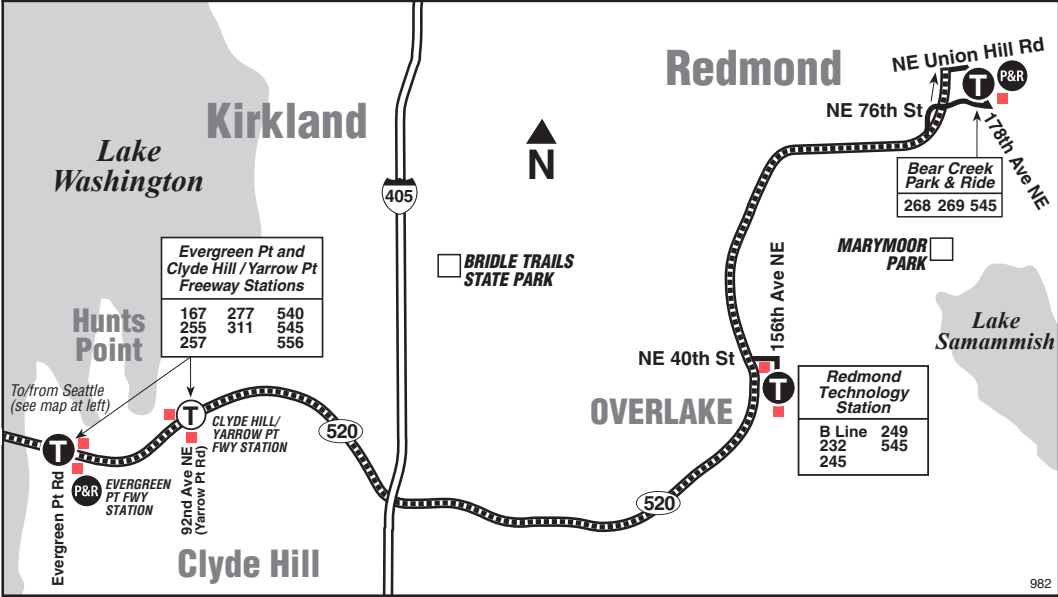 Redmond
NE Union Hill Rd
T
P&R
NE 76th St
178th Ave NE
Kirkland
Lake
Washington
N
405
Bear Creek
Park & Ride
268 269 545
Evergreen Pt and
Clyde Hill / Yarrow Pt
Freeway Stations
167 277 540
255 311 545
257 556
BRIDLE TRAILS
STATE PARK
MARYMOOR
PARK
156th Ave NE
Hunts
Point
Lake
Samammish
NE 40th St
T
Redmond
Technology
Station
B Line 249
232 545
245
To/from Seattle
(see map at left)
OVERLAKE
T
CLYDE HILL/
YARROW PT
FWY STATION
520
T
Evergreen Pt Rd
P&R
EVERGREEN
PT FWY
STATION
92nd Ave NE
(Yarrow Pt Rd)
520
Clyde Hill
982